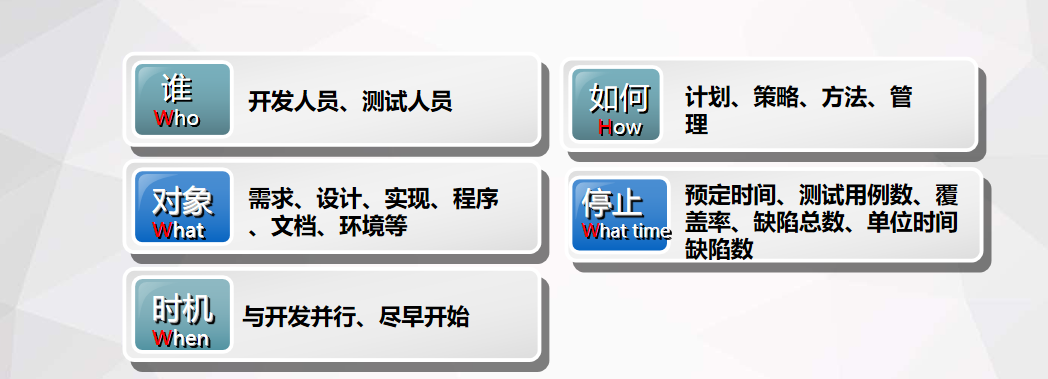 谁
Who
开发人员、测试人员
对象
What
需求、设计、实现、程序
、文档、环境等
时机
When
与开发并行、尽早开始
如何
How
计划、策略、方法、管
理
停止
What time
预定时间、测试用例数、覆
盖率、缺陷总数、单位时间
缺陷数